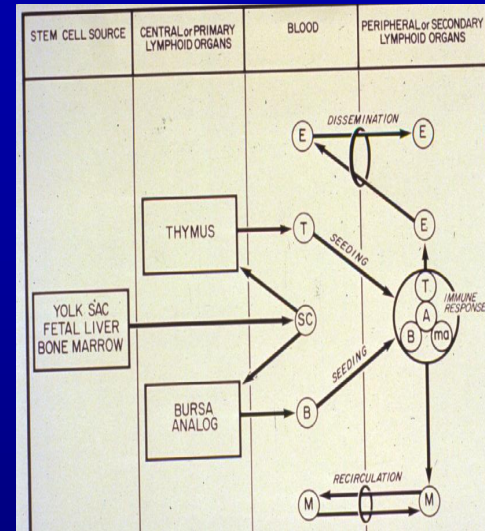 STEM CELL SOURCE
CENTRAL or PRIMARY
LYMPHOID ORGANS
BLOOD
PERIPHERAL or SECONDARY
LYMPHOID ORGANS
DISSEMINATION
E
E
THYMUS
T
SEEDING
E
YOLK SAC
FETAL LIVER
BONE MARROW
SC
T
A
B
ma
IMMUNE
RESPONSE
BURSA
ANALOG
B
SEEDING
RECIRCULATION
M
M